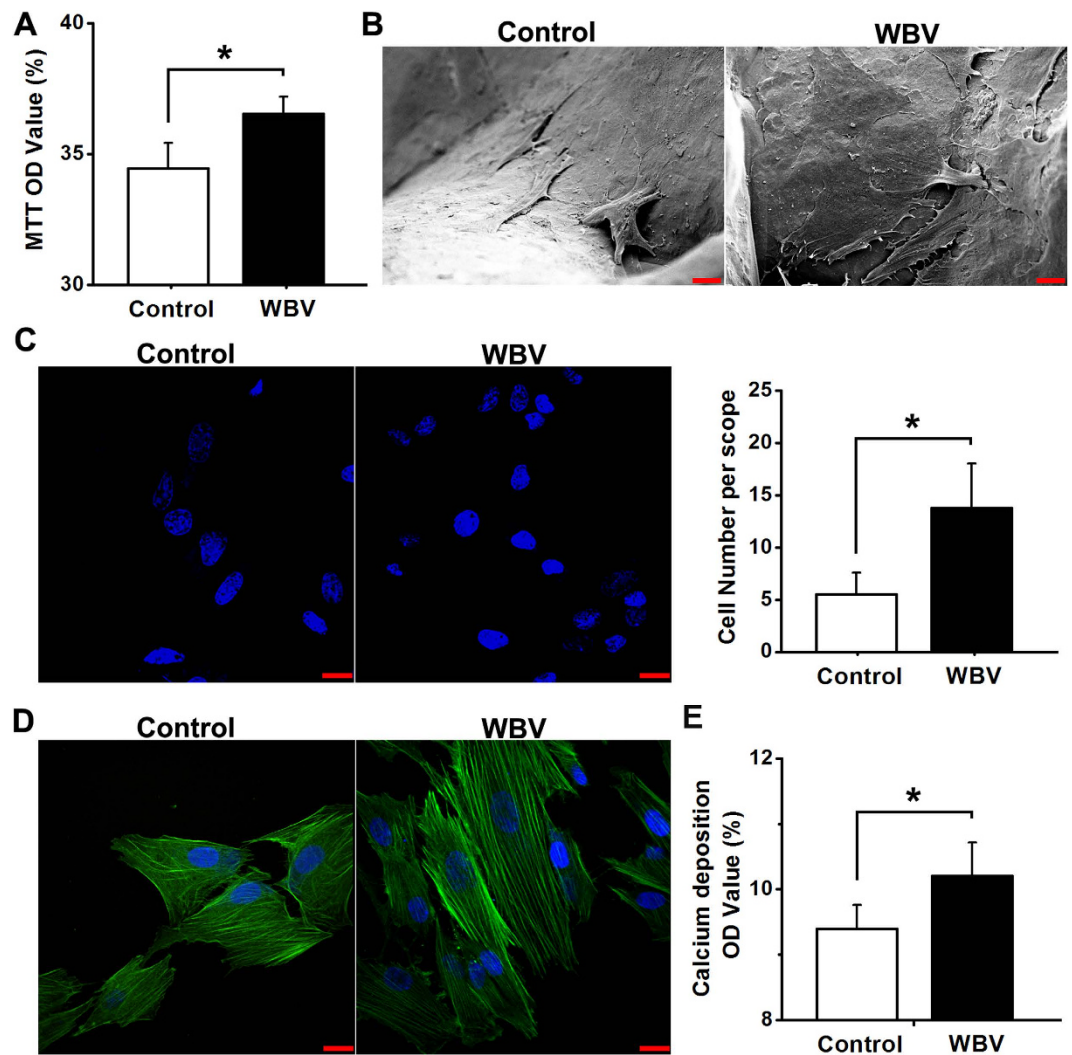 A
MTT OD Value (%)
40
35
30
*
Control
WBV
B
Control
WBV
C
Control
WBV
Cell Number per scope
25
20
15
10
5
0
*
Control
WBV
D
Control
WBV
E
Calcium deposition
OD Value (%)
12
10
8
*
Control
WBV